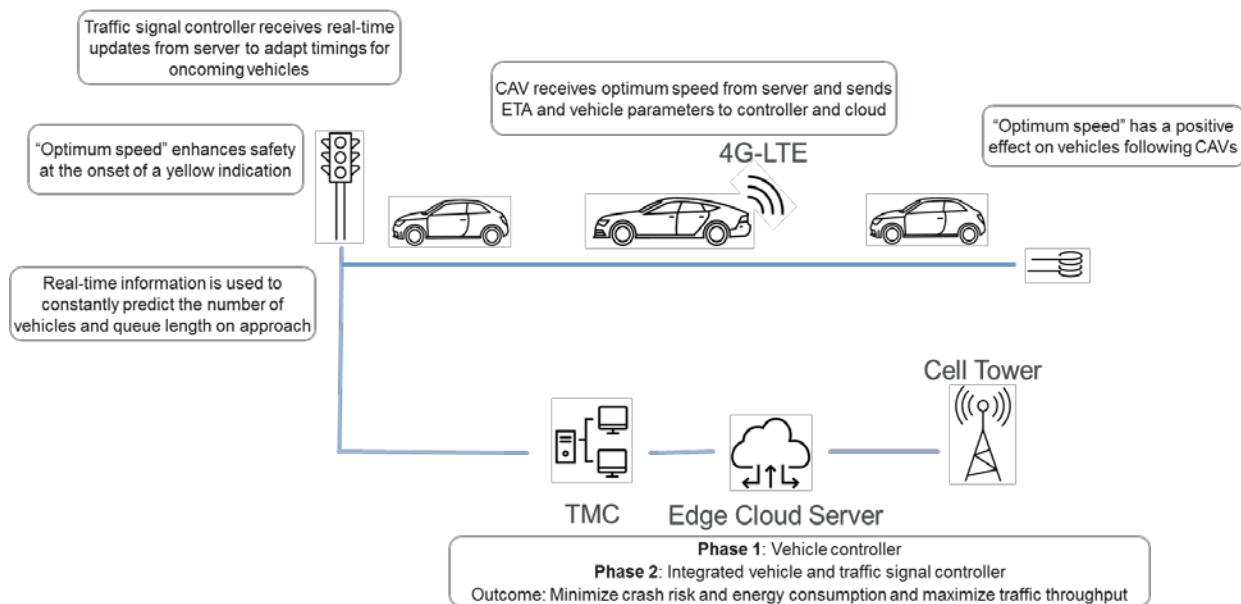 Traffic signal controller receives real-time
updates from server to adapt timings for
oncoming vehicles
CAV receives optimum speed from server and sends
ETA and vehicle parameters to controller and cloud
4G-LTE
“Optimum speed” enhances safety
at the onset of a yellow indication
“Optimum speed” has a positive
effect on vehicles following CAVs
Real-time information is used to
constantly predict the number of
vehicles and queue length on approach
Cell Tower
TMC
Edge Cloud Server
Phase 1: Vehicle controller
Phase 2: Integrated vehicle and traffic signal controller
Outcome: Minimize crash risk and energy consumption and maximize traffic throughput